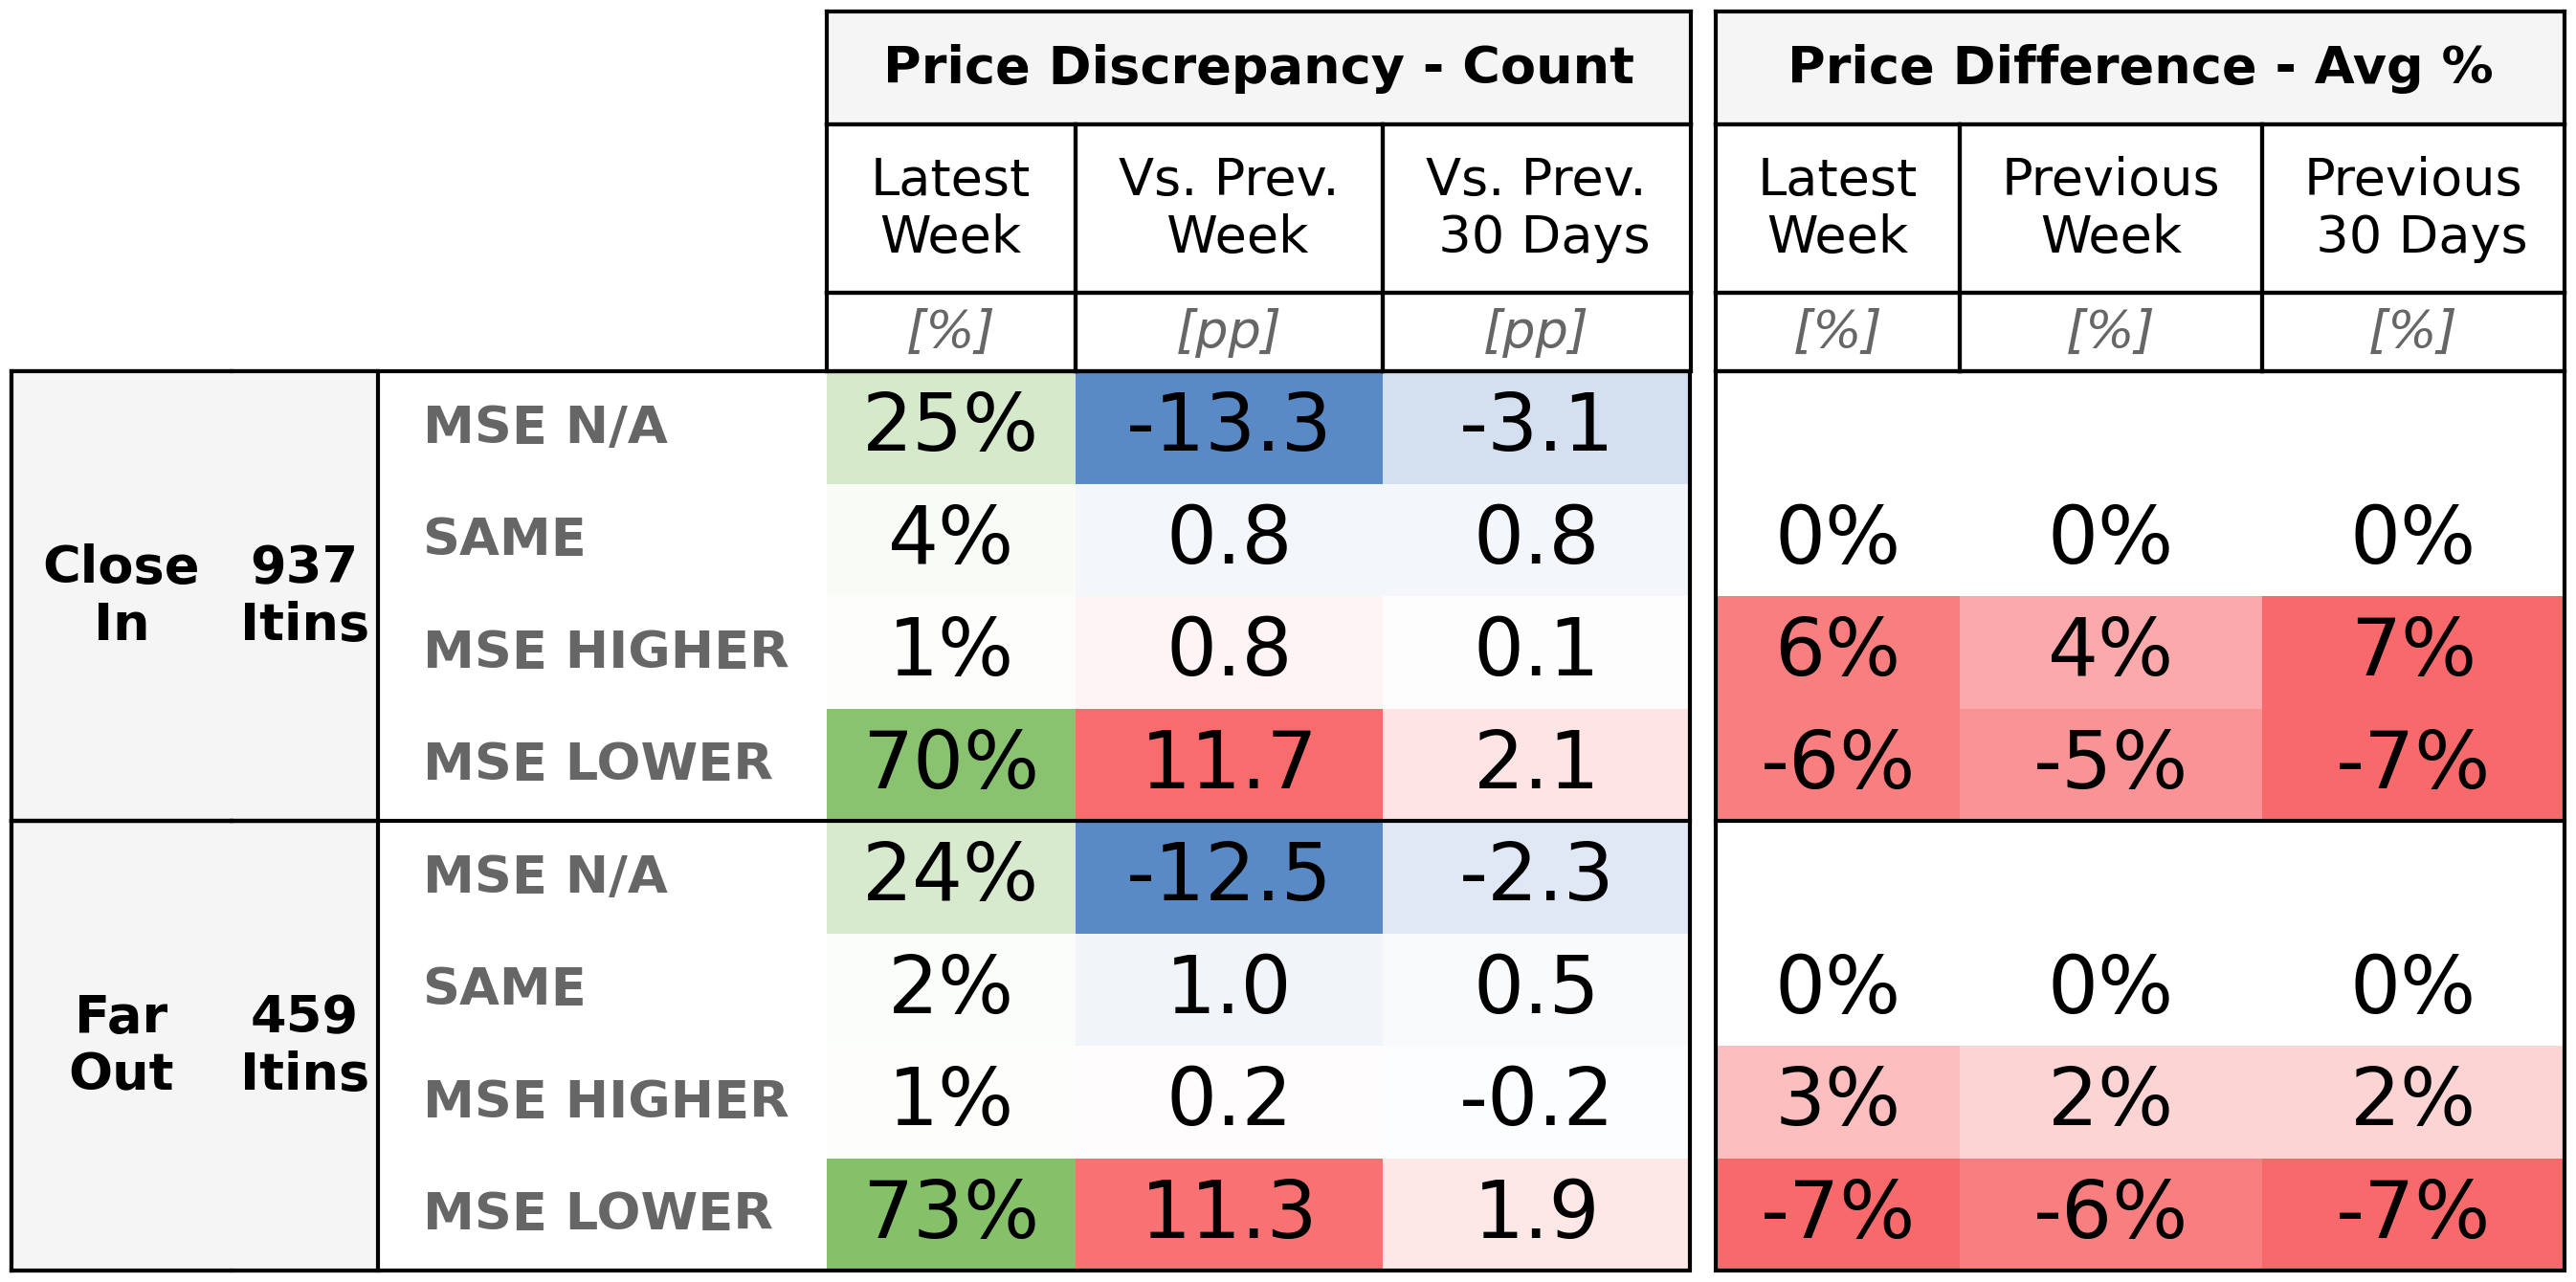 Price Discrepancy - Count Price Difference - Avg %
Latest Week Vs. Prev. Week Vs. Prev. 30 Days Latest Week Previous Week Previous 30 Days
[%] [pp] [pp] [%] [%] [%]
Close In 937 Itins
MSE N/A 25% -13.3 -3.1
SAME 4% 0.8 0.8 0% 0% 0%
MSE HIGHER 1% 0.8 0.1 6% 4% 7%
MSE LOWER 70% 11.7 2.1 -6% -5% -7%
Far Out 459 Itins
MSE N/A 24% -12.5 -2.3
SAME 2% 1.0 0.5 0% 0% 0%
MSE HIGHER 1% 0.2 -0.2 3% 2% 2%
MSE LOWER 73% 11.3 1.9 -7% -6% -7%